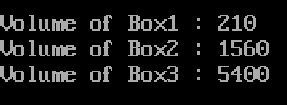 Volume of Box1 : 210
Volume of Box2 : 1560
Volume of Box3 : 5400